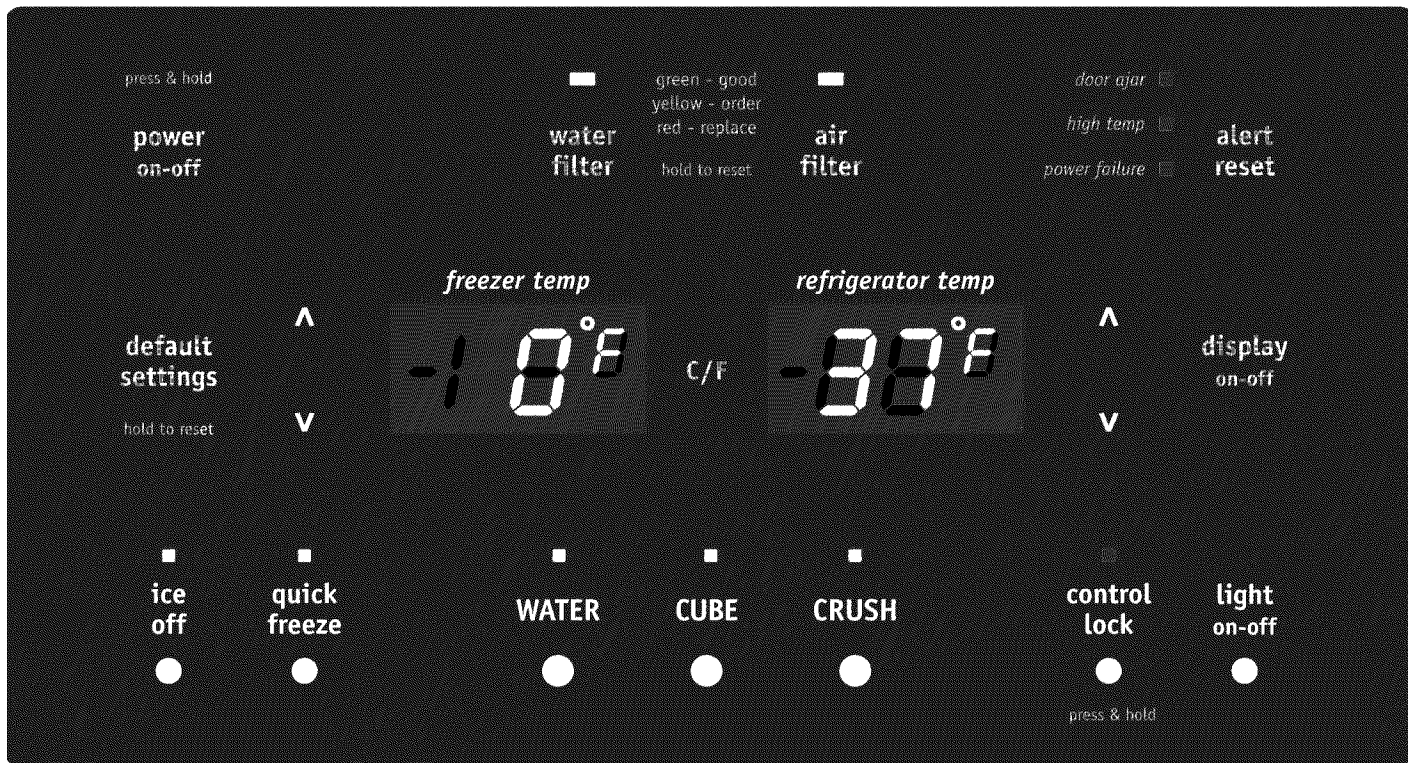 press & hold
power
on-off
water
filter
green - good
yellow - order
red - replace
hold to reset
air
filter
door ajar
high temp
power failure
alert
reset
default
settings
hold to reset
^
v
freezer temp
0°F
C/F
refrigerator temp
37°F
^
v
display
on-off
ice
off
quick
freeze
WATER
CUBE
CRUSH
control
lock
press & hold
light
on-off